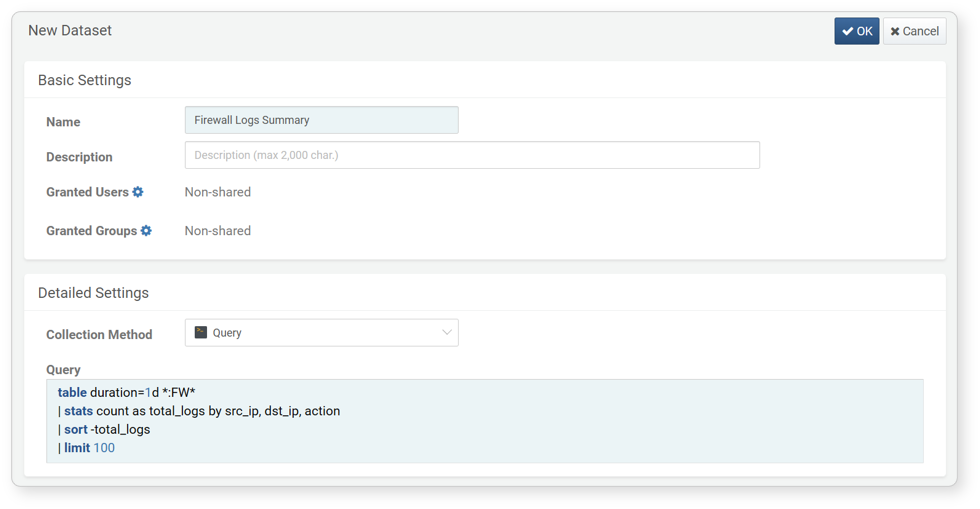 New Dataset
OK
Cancel
Basic Settings
Name
Firewall Logs Summary
Description
Description (max 2,000 char.)
Granted Users
Non-shared
Granted Groups
Non-shared
Detailed Settings
Collection Method
Query
Query
table duration=1d *:FW*
| stats count as total_logs by src_ip, dst_ip, action
| sort -total_logs
| limit 100